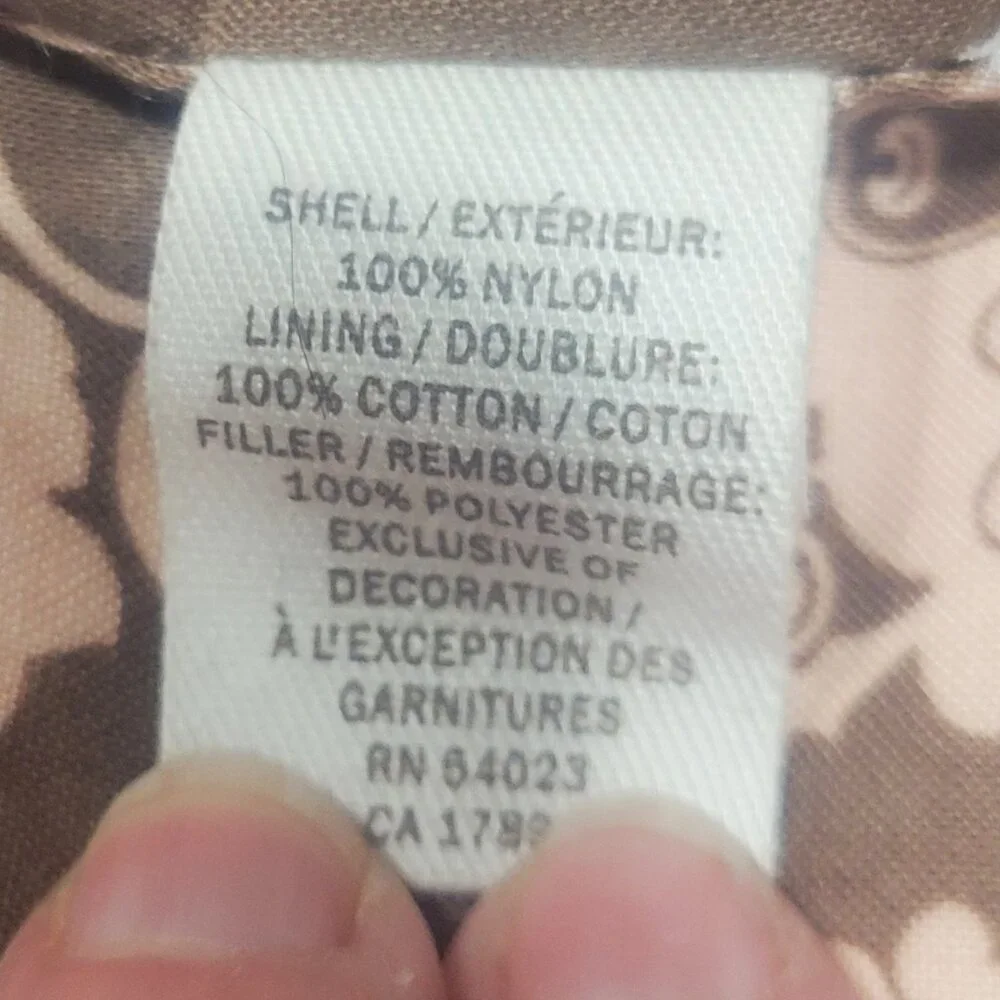 SHELL / EXTÉRIEUR:
100% NYLON
LINING / DOUBLURE:
100% COTTON / COTON
FILLER / REMBOURRAGE:
100% POLYESTER
EXCLUSIVE OF
DECORATION /
À L'EXCEPTION DES
GARNITURES
RN 64023
CA